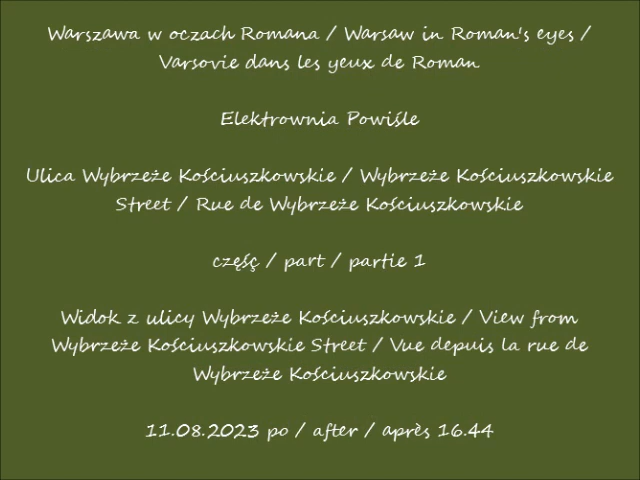 Warszawa w oczach Romana / Warsaw in Roman's eyes /
Varsovie dans les yeux de Roman
Elektrownia Powiśle
Ulica Wybrzeże Kościuszkowskie / Wybrzeże Kościuszkowskie
Street / Rue de Wybrzeże Kościuszkowskie
częśç / part / partie 1
Widok z ulicy Wybrzeże Kościuszkowskie / View from
Wybrzeże Kościuszkowskie Street / Vue depuis la rue de
Wybrzeże Kościuszkowskie
11.08.2023 po / after / après 16.44